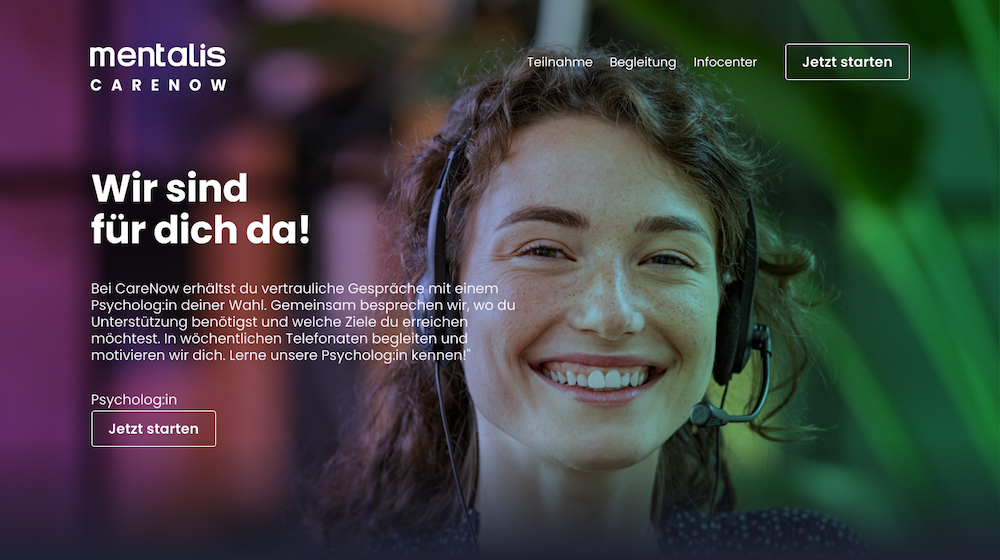 mentalis
CARENOW
Teilnahme Begleitung Infocenter Jetzt starten
Wir sind
für dich da!
Bei CareNow erhältst du vertrauliche Gespräche mit einem
Psycholog:in deiner Wahl. Gemeinsam besprechen wir, wo du
Unterstützung benötigst und welche Ziele du erreichen
möchtest. In wöchentlichen Telefonaten begleiten und
motivieren wir dich. Lerne unsere Psycholog:in kennen!"
Psycholog:in
Jetzt starten